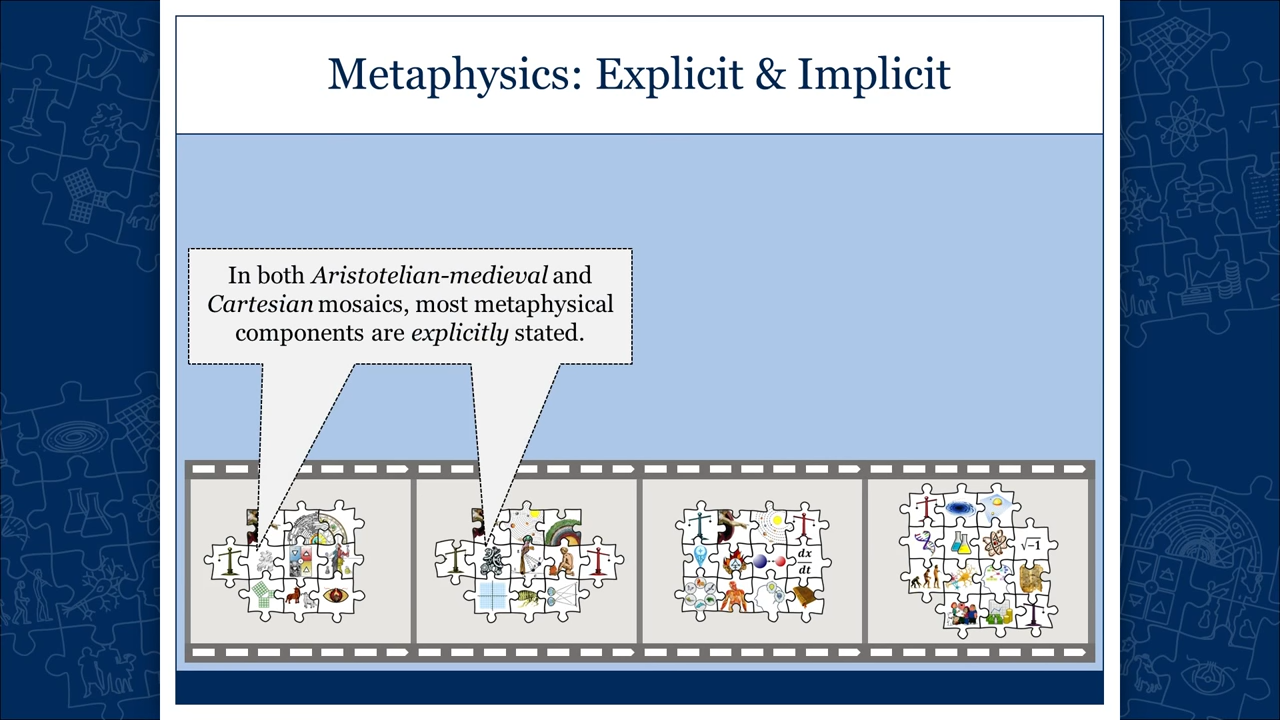 Metaphysics: Explicit & Implicit
In both Aristotelian-medieval and
Cartesian mosaics, most metaphysical
components are explicitly stated.
dx
dt
√−1
√−1